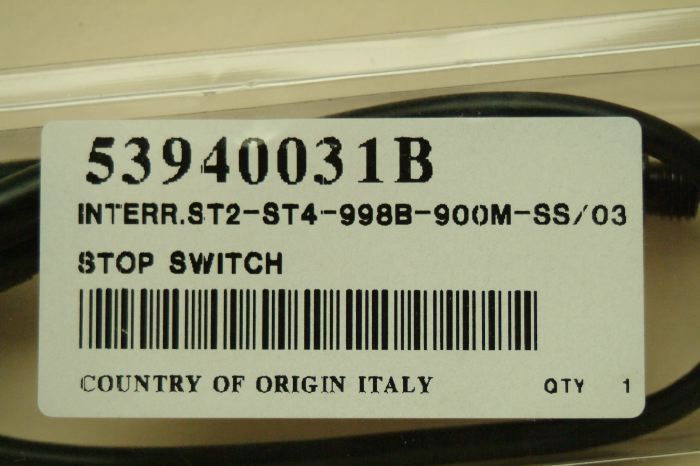 53940031B
INTERR.ST2-ST4-998B-900M-SS/03
STOP SWITCH
COUNTRY OF ORIGIN ITALY QTY 1